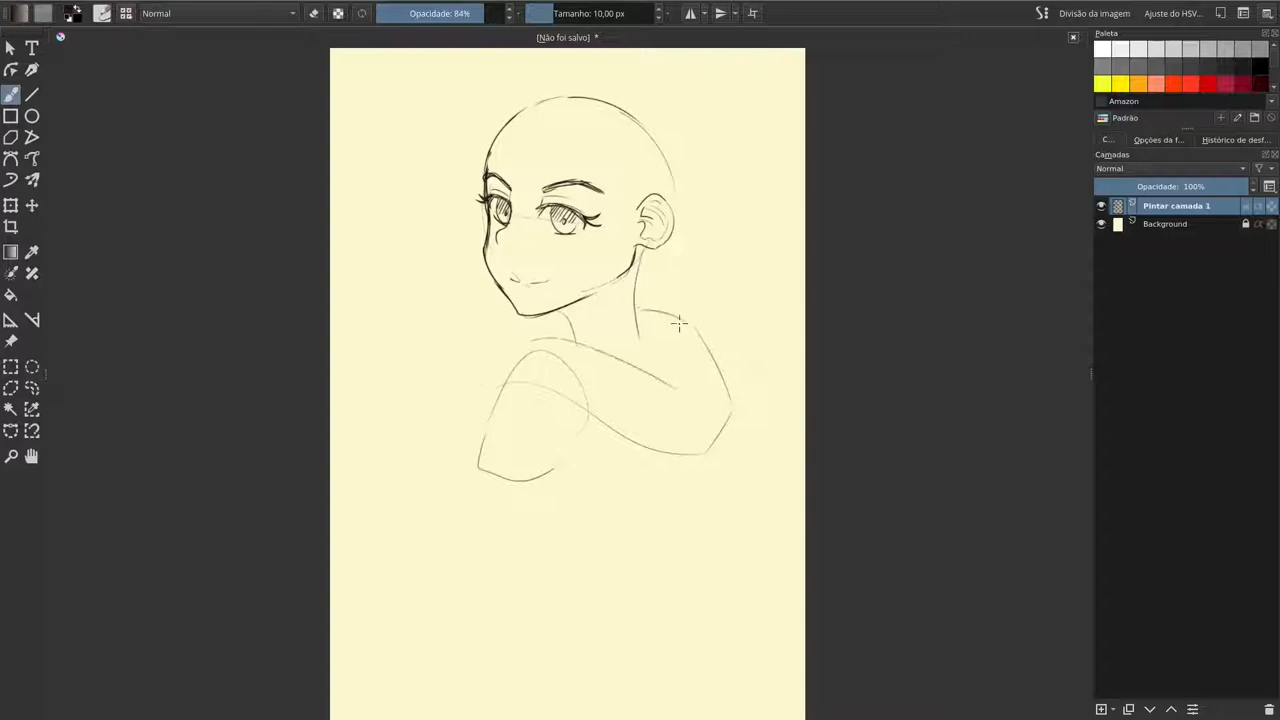 Normal
Opacidade: 84%
Tamanho: 10,00 px
Divisão da imagem
Ajuste do HSV...
[Não foi salvo] *
Paleta
Amazon
Padrão
C...
Opções da f...
Histórico de desf...
Camadas
Normal
Opacidade: 100%
Pintar camada 1
Background